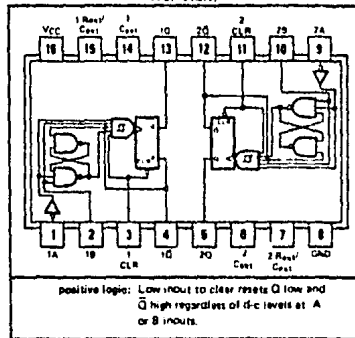 VCC 1 Rext/ Cext 1 Cext 1Q 2Q̄ 2 CLR 2B 2A
16 15 14 13 12 11 10 9
1 2 3 4 5 6 7 8
1A 1B 1 CLR 1Q̄ 2Q 2 Cext 2 Rext/ Cext GND
positive logic: Low input to clear resets Q low and
Q̄ high regardless of d-c levels at A
or B inputs.